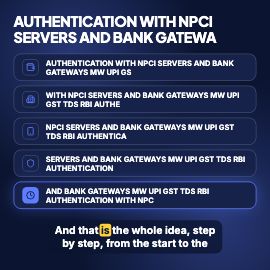 AUTHENTICATION WITH NPCI
SERVERS AND BANK GATEWA
AUTHENTICATION WITH NPCI SERVERS AND BANK
GATEWAYS MW UPI GS
WITH NPCI SERVERS AND BANK GATEWAYS MW UPI
GST TDS RBI AUTHE
NPCI SERVERS AND BANK GATEWAYS MW UPI GST
TDS RBI AUTHENTICA
SERVERS AND BANK GATEWAYS MW UPI GST TDS RBI
AUTHENTICATION
AND BANK GATEWAYS MW UPI GST TDS RBI
AUTHENTICATION WITH NPC
And that is the whole idea, step
by step, from the start to the